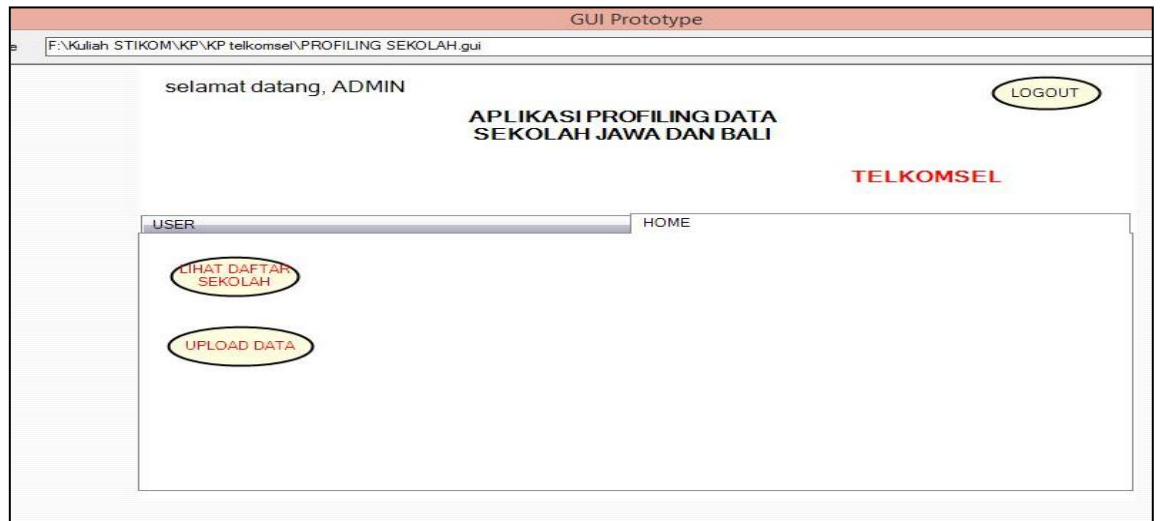 GUI Prototype
F:\Kuliah STIKOM\KP\KP telkomsel\PROFILING SEKOLAH.gui
selamat datang, ADMIN
LOGOUT
APLIKASI PROFILING DATA
SEKOLAH JAWA DAN BALI
TELKOMSEL
USER
HOME
LIHAT DAFTAR
SEKOLAH
UPLOAD DATA